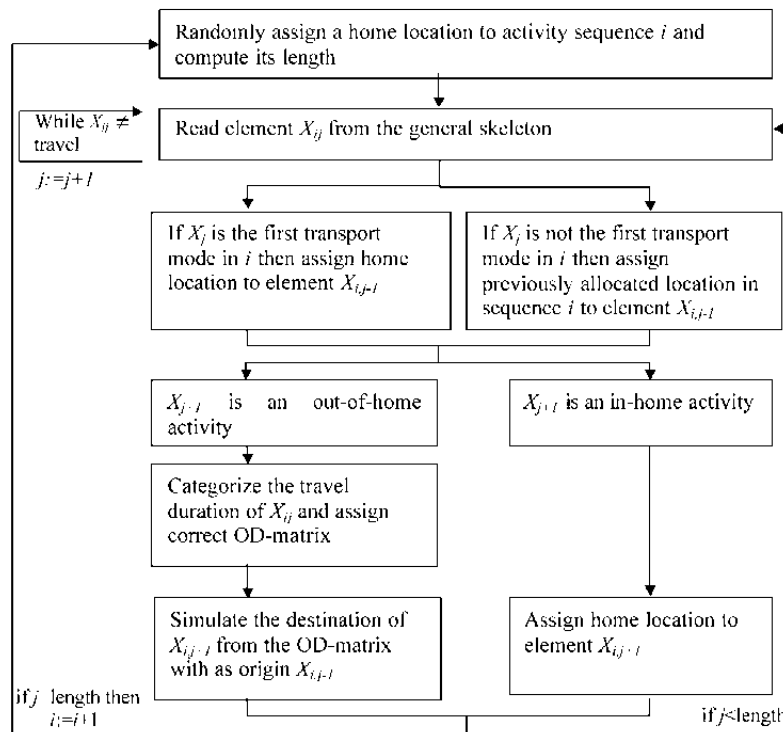 Randomly assign a home location to activity sequence i and
compute its length
While X_ij ≠
travel
j:=j+1
Read element X_ij from the general skeleton
If X_j is the first transport
mode in i then assign home
location to element X_i,j-1
If X_j is not the first transport
mode in i then assign
previously allocated location in
sequence i to element X_i,j-1
X_j+1 is an out-of-home
activity
X_j+1 is an in-home activity
Categorize the travel
duration of X_ij and assign
correct OD-matrix
Simulate the destination of
X_i,j+1 from the OD-matrix
with as origin X_i,j-1
Assign home location to
element X_i,j+1
if j length then
i:=i+1
if j<length